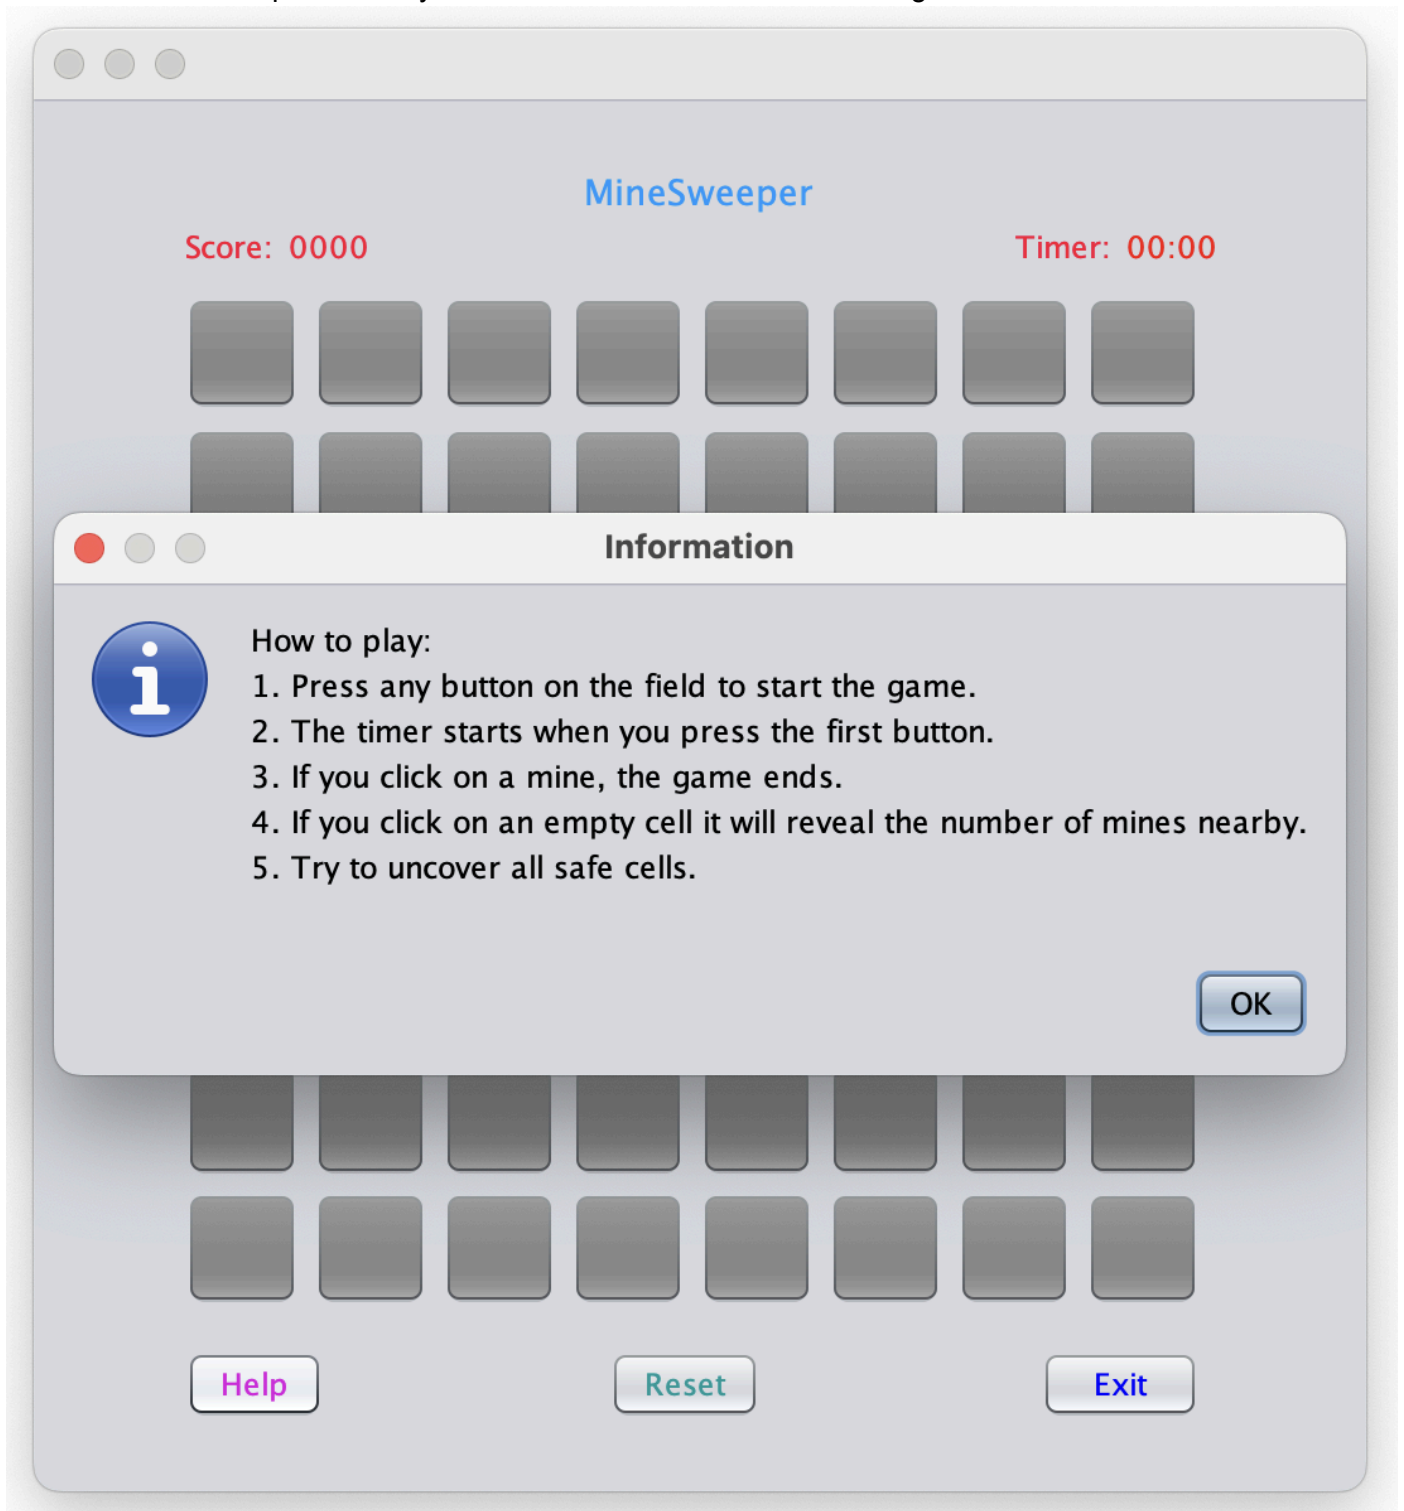 MineSweeper
Score: 0000 Timer: 00:00
Information
How to play:
1. Press any button on the field to start the game.
2. The timer starts when you press the first button.
3. If you click on a mine, the game ends.
4. If you click on an empty cell it will reveal the number of mines nearby.
5. Try to uncover all safe cells.
OK
Help Reset Exit